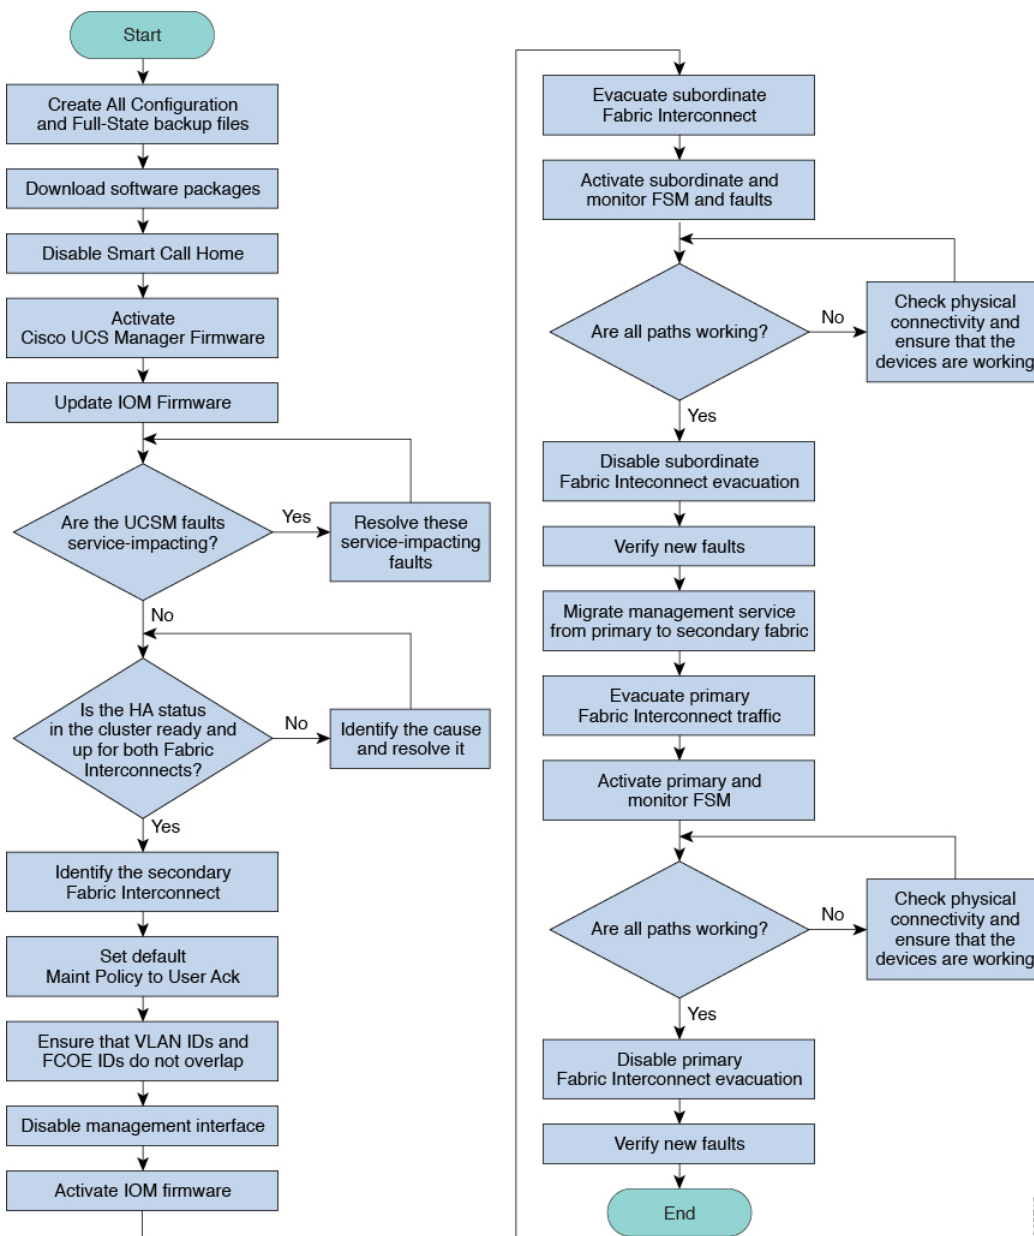 Start
Create All Configuration
and Full-State backup files
Download software packages
Disable Smart Call Home
Activate
Cisco UCS Manager Firmware
Update IOM Firmware
Are the UCSM faults
service-impacting?
Yes
Resolve these
service-impacting
faults
No
Is the HA status
in the cluster ready and
up for both Fabric
Interconnects?
No
Identify the cause
and resolve it
Yes
Identify the secondary
Fabric Interconnect
Set default
Maint Policy to User Ack
Ensure that VLAN IDs and
FCOE IDs do not overlap
Disable management interface
Activate IOM firmware
Evacuate subordinate
Fabric Interconnect
Activate subordinate and
monitor FSM and faults
Are all paths working?
No
Check physical
connectivity and
ensure that the
devices are working
Yes
Disable subordinate
Fabric Inteconnect evacuation
Verify new faults
Migrate management service
from primary to secondary fabric
Evacuate primary
Fabric Interconnect traffic
Activate primary and
monitor FSM
Are all paths working?
No
Check physical
connectivity and
ensure that the
devices are working
Yes
Disable primary
Fabric Interconnect evacuation
Verify new faults
End